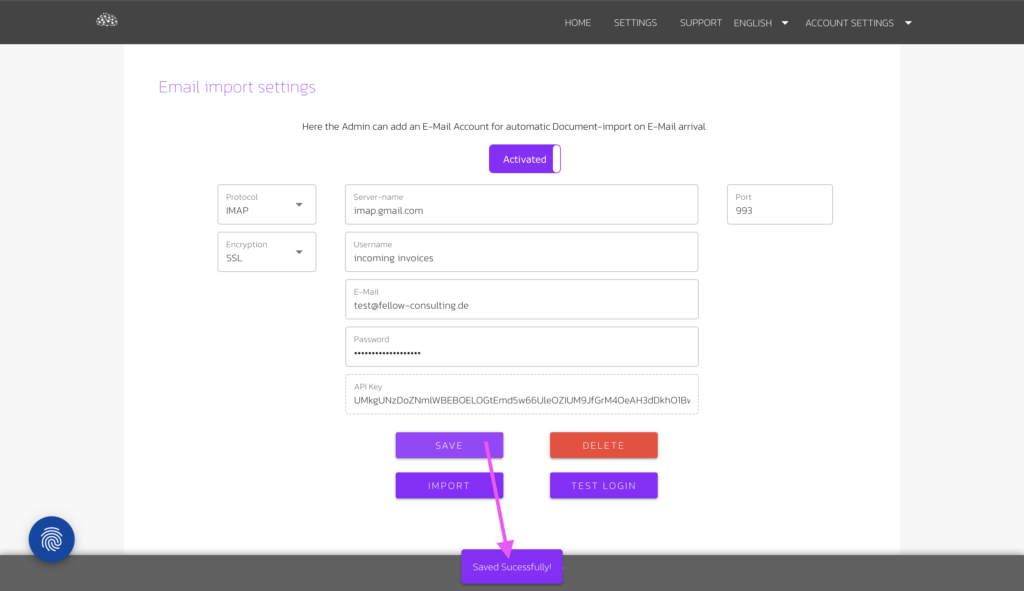 HOME SETTINGS SUPPORT ENGLISH ACCOUNT SETTINGS
Email import settings
Here the Admin can add an E-Mail Account for automatic Document-import on E-Mail arrival.
Activated
Protocol
IMAP
Server-name
imap.gmail.com
Port
993
Encryption
SSL
Username
incoming invoices
E-Mail
test@fellow-consulting.de
Password
API Key
SAVE
DELETE
IMPORT
TEST LOGIN
Saved Sucessfully!